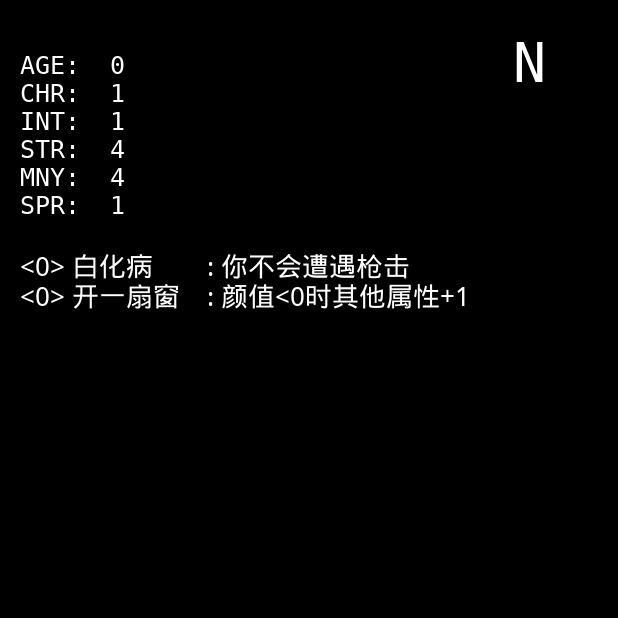 N
AGE: 0
CHR: 1
INT: 1
STR: 4
MNY: 4
SPR: 1
<0> 白化病 : 你不会遭遇枪击
<0> 开一扇窗 : 颜值<0时其他属性+1